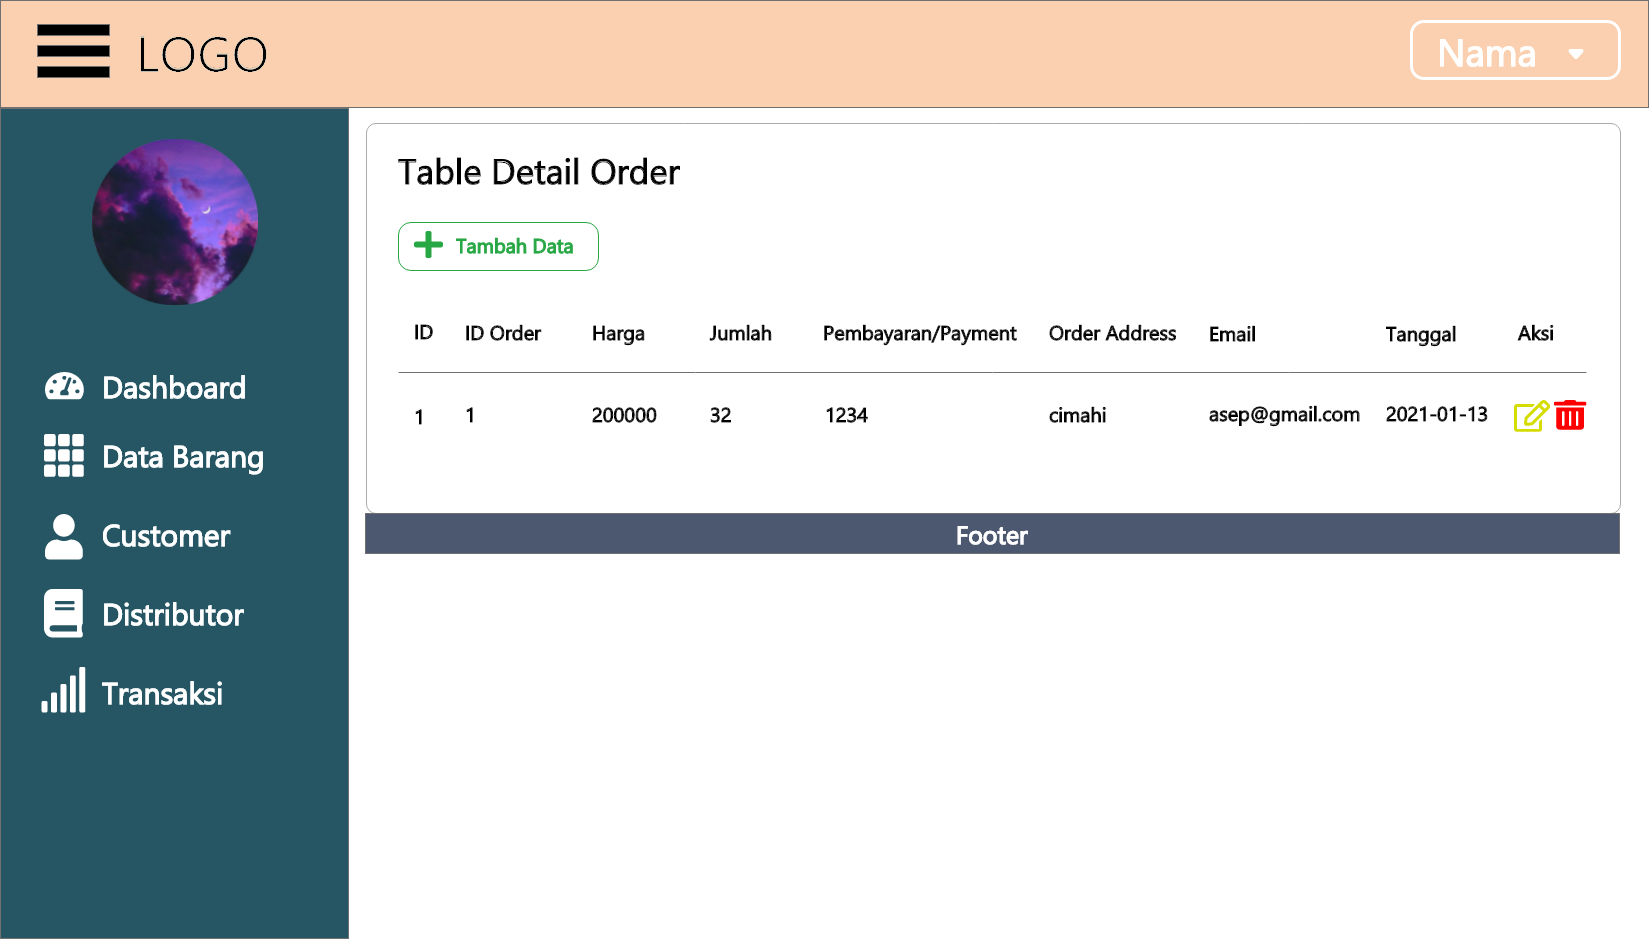 LOGO
Nama
Table Detail Order
Tambah Data
ID ID Order Harga Jumlah Pembayaran/Payment Order Address Email Tanggal Aksi
1 1 200000 32 1234 cimahi asep@gmail.com 2021-01-13
Footer
Dashboard
Data Barang
Customer
Distributor
Transaksi